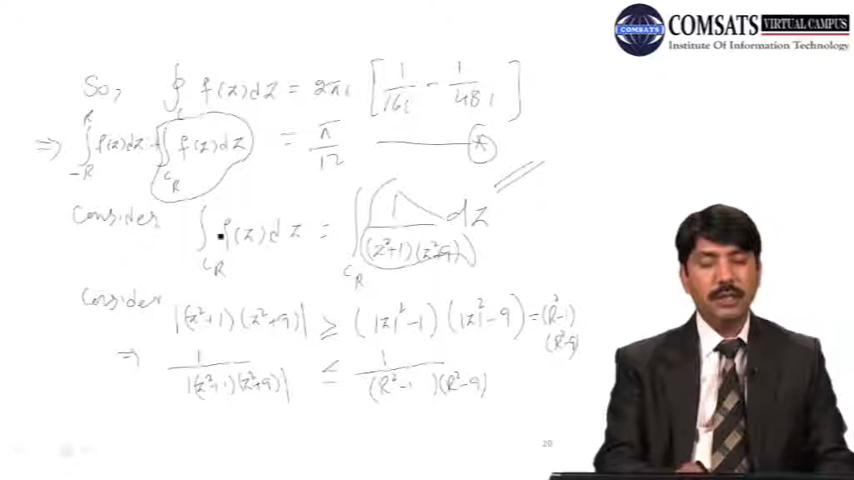 COMSATS VIRTUAL CAMPUS
Institute Of Information Technology
COMSATS
So, ∮_C f(z)dz = 2πi [1/16i - 1/48i]
⇒ ∫_{-R}^{R} f(z)dz + ∫_{C_R} f(z)dz = π/12 —— *
Consider ∫_{C_R} f(z)dz = ∫_{C_R} 1/((z²+1)(z²+9)) dz
Consider |(z²+1)(z²+9)| ≥ (|z|²-1)(|z|²-9) = (R²-1)
(R²-9)
⇒ 1/|(z²+1)(z²+9)| ≤ 1/((R²-1)(R²-9))
20